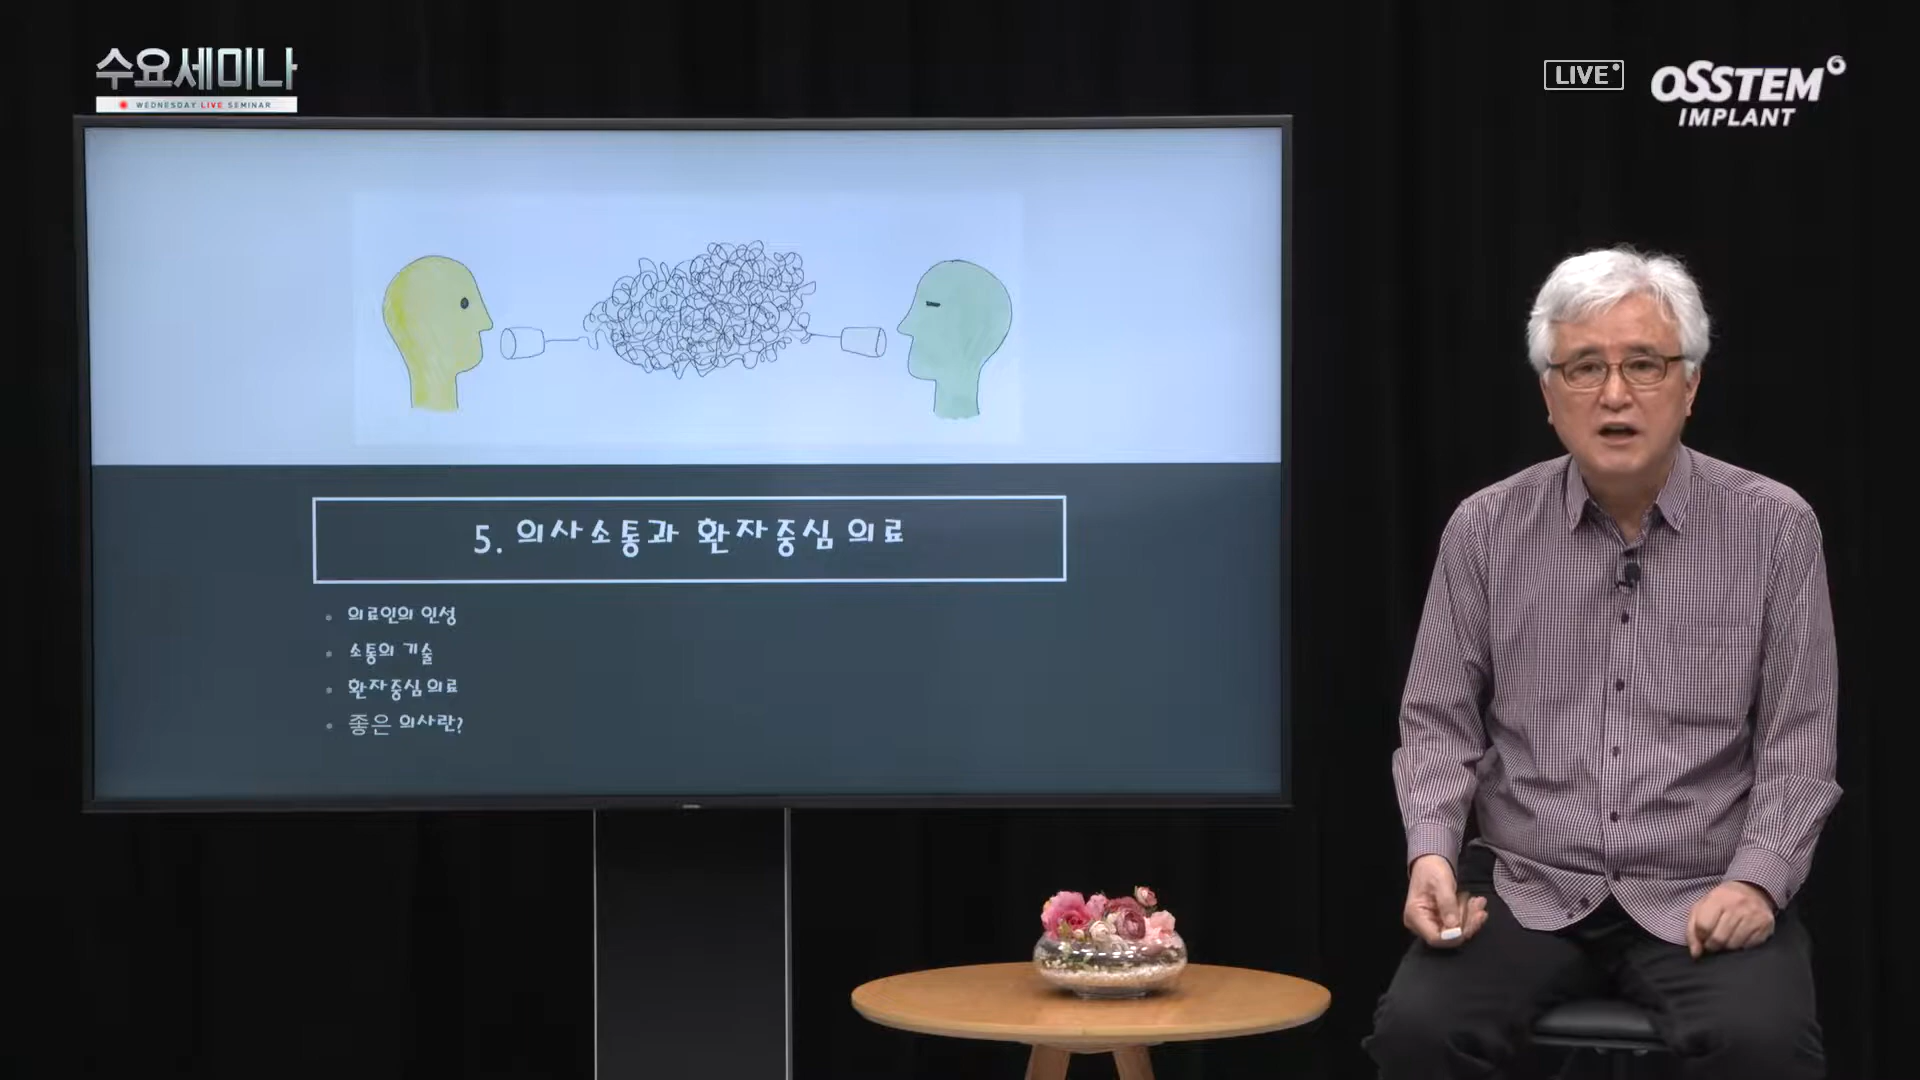 수요세미나
WEDNESDAY LIVE SEMINAR
LIVE
OSSTEM
IMPLANT
5. 의사소통과 환자중심 의료
• 의료인의 인성
• 소통의 기술
• 환자중심 의료
• 좋은 의사란?